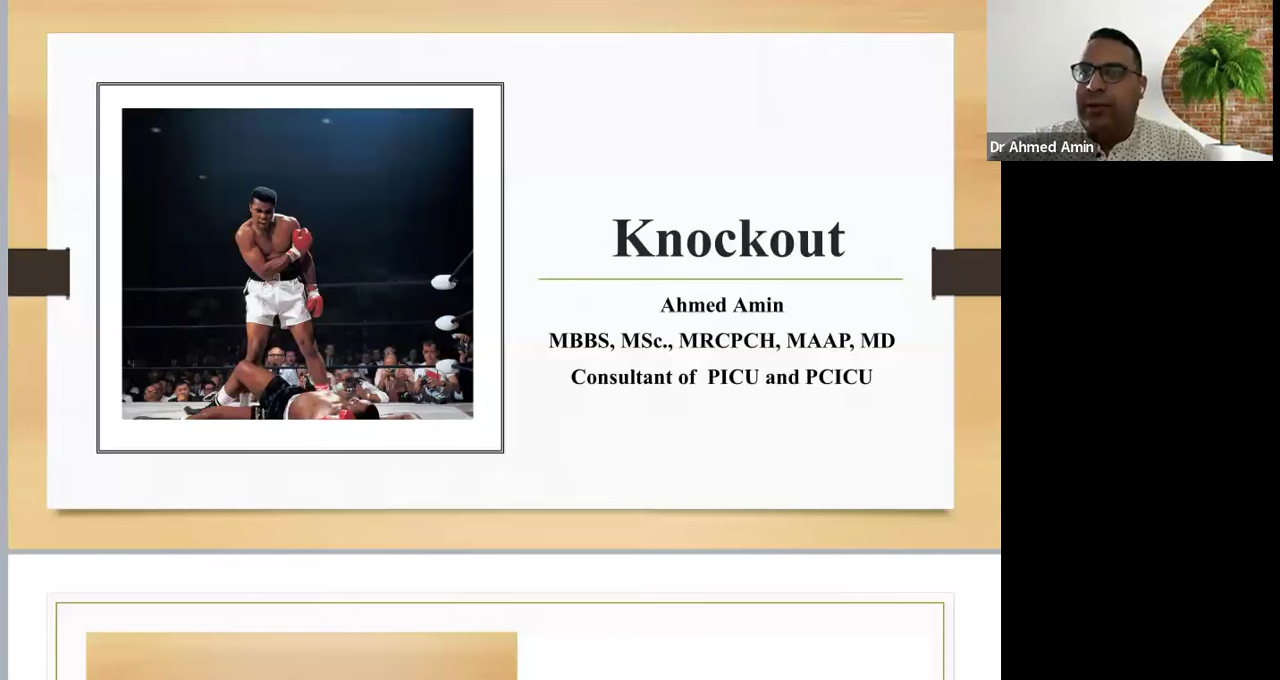 Knockout
Ahmed Amin
MBBS, MSc., MRCPCH, MAAP, MD
Consultant of PICU and PCICU
Dr Ahmed Amin